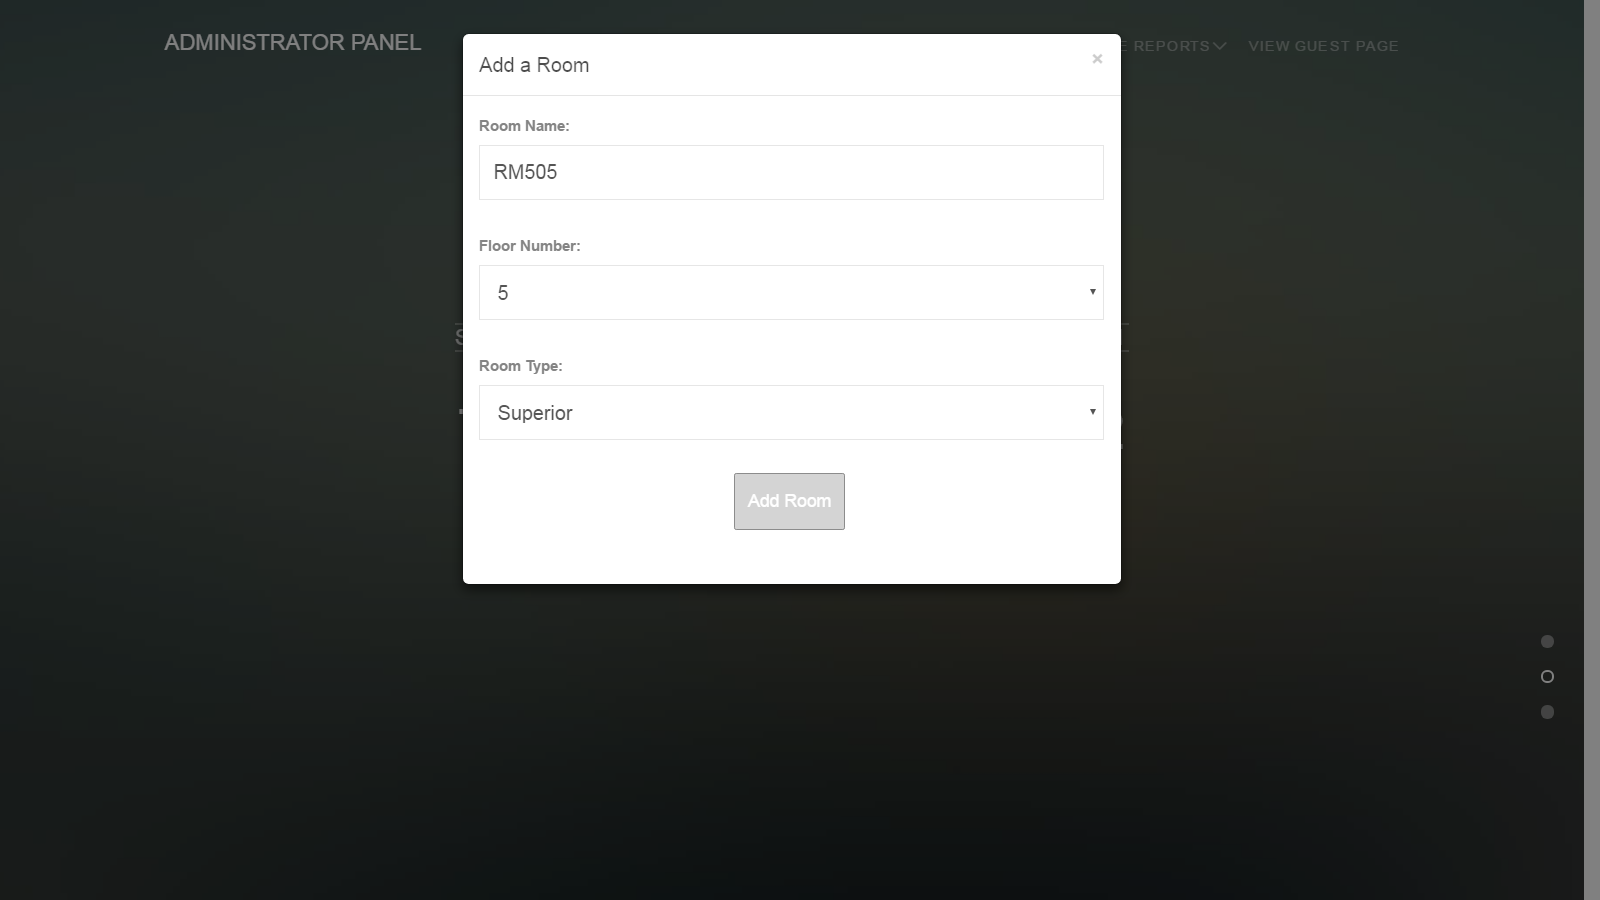 ADMINISTRATOR PANEL
REPORTS
VIEW GUEST PAGE
Add a Room
×
Room Name:
RM505
Floor Number:
5
Room Type:
Superior
Add Room